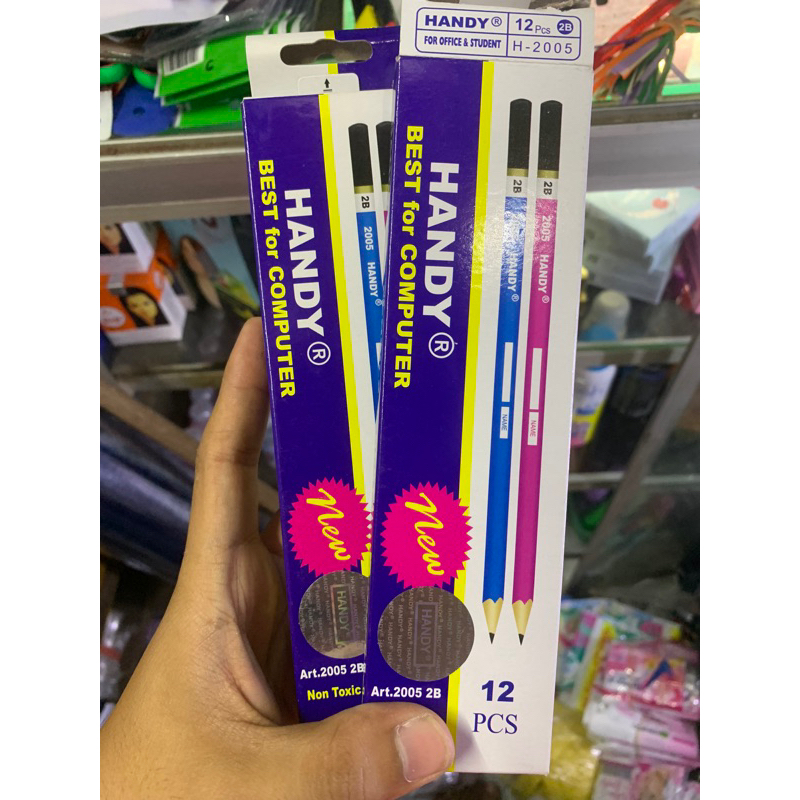 HANDY®
12 Pcs 2B
FOR OFFICE & STUDENT
H-2005
HANDY®
BEST for COMPUTER
2B
2005 HANDY®
New
HANDY
Art.2005 2B
Non Toxic
HANDY®
BEST for COMPUTER
2B
HANDY®
NAME
2B
2005 HANDY®
NAME
New
HANDY®
Art.2005 2B
12
PCS